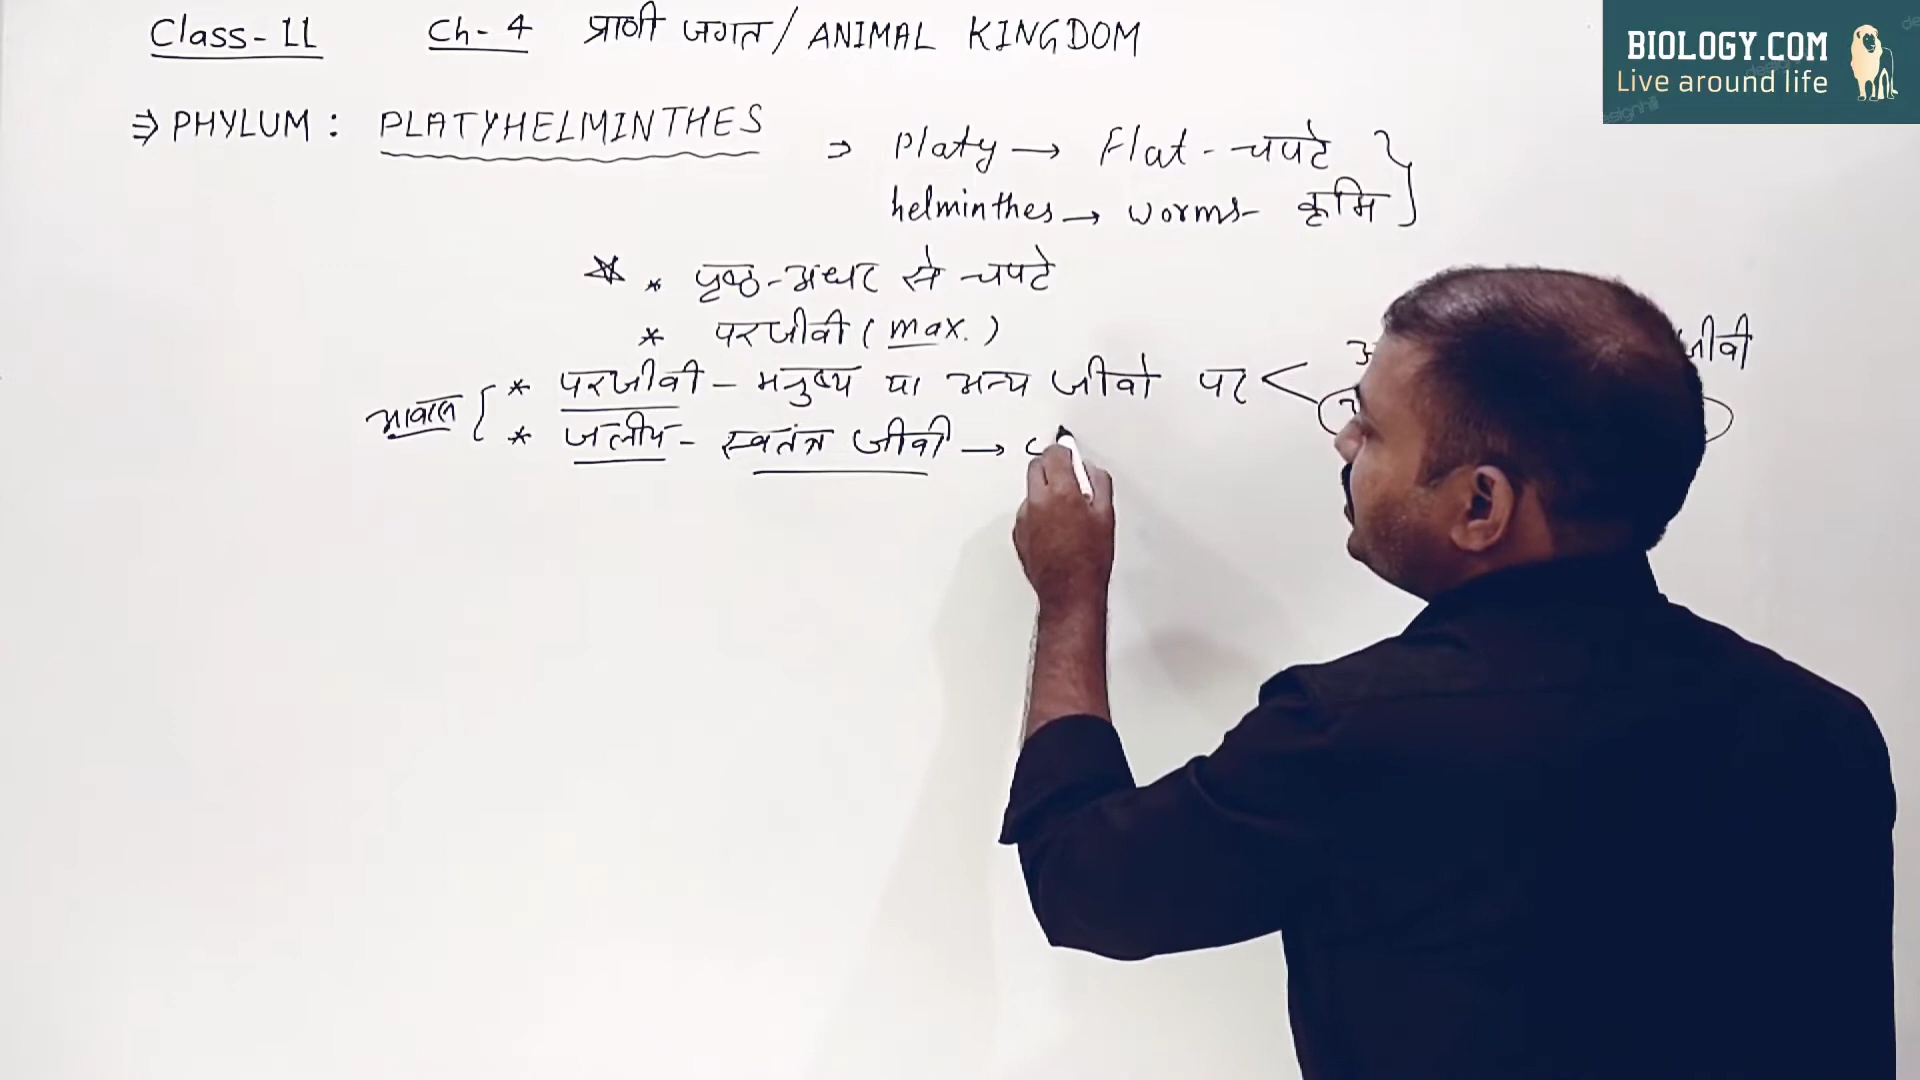 Class-11 Ch-4 प्राणी जगत / ANIMAL KINGDOM
BIOLOGY.COM
Live around life
⇒ PHYLUM : PLATYHELMINTHES
⇒ Platy → Flat - चपटे
helminthes → worms - कृमि
* पृष्ठ-अधर से चपटे
* परजीवी (max.)
* परजीवी - मनुष्य या अन्य जीवो पर <
आवास { * जलीय - स्वतंत्र जीवी →